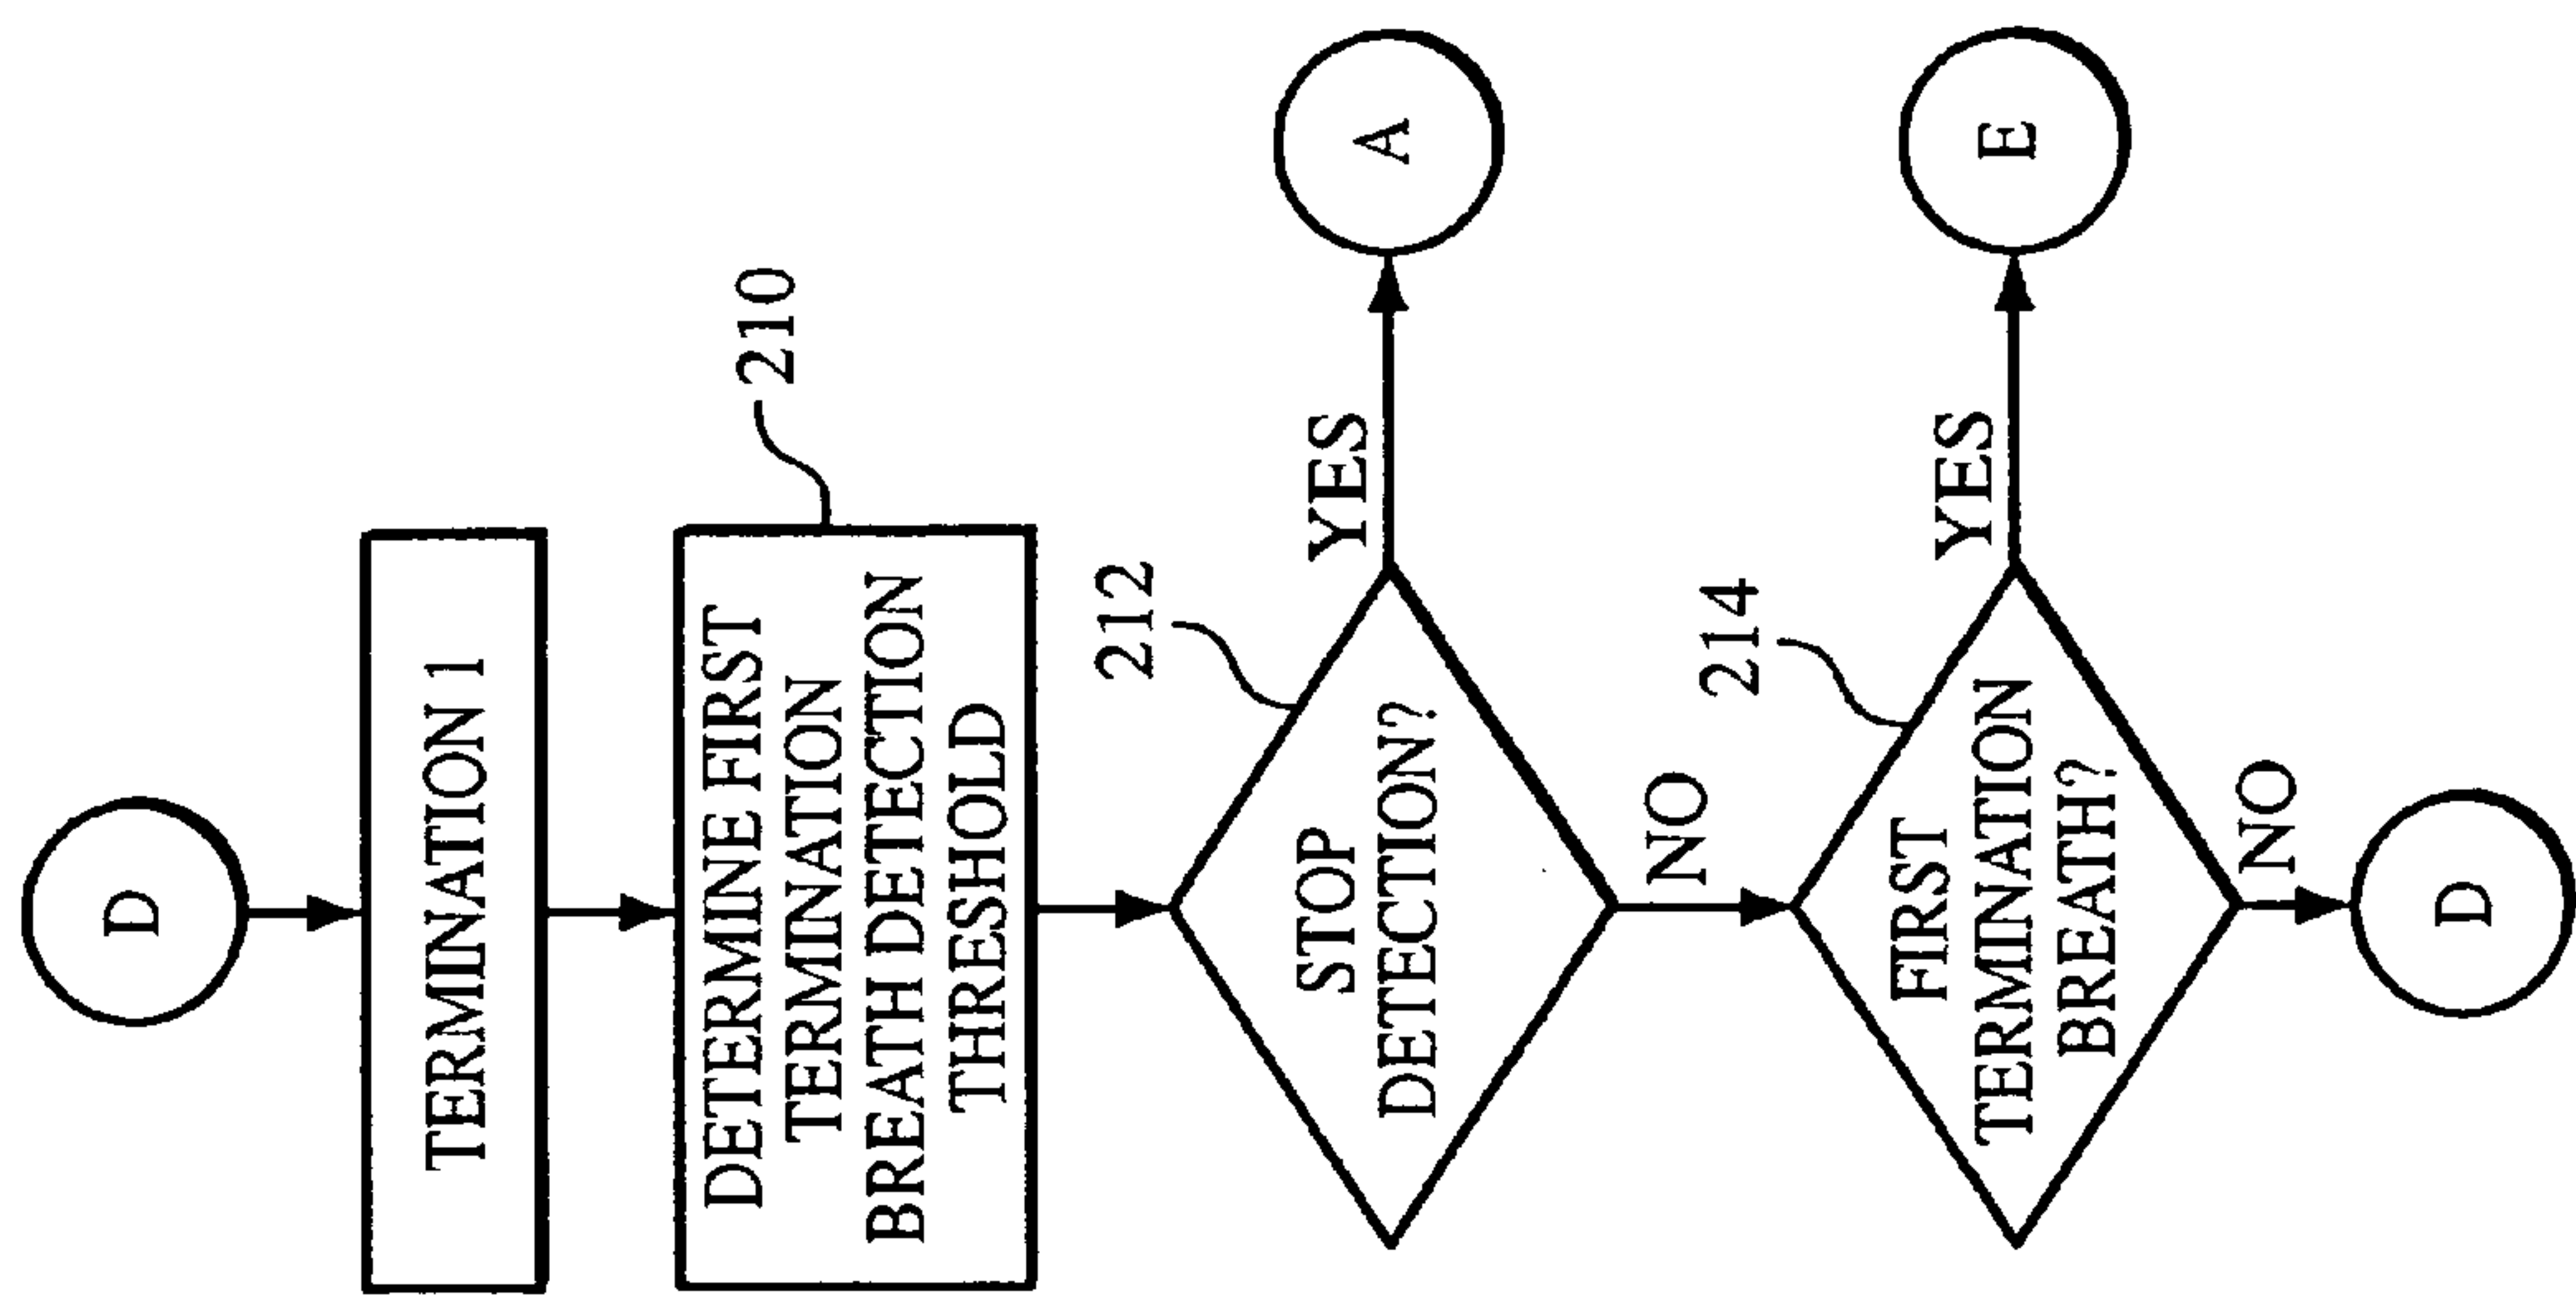 D
TERMINATION 1
210
DETERMINE FIRST
TERMINATION
BREATH DETECTION
THRESHOLD
212
STOP
DETECTION?
YES
A
NO
214
FIRST
TERMINATION
BREATH?
YES
E
NO
D